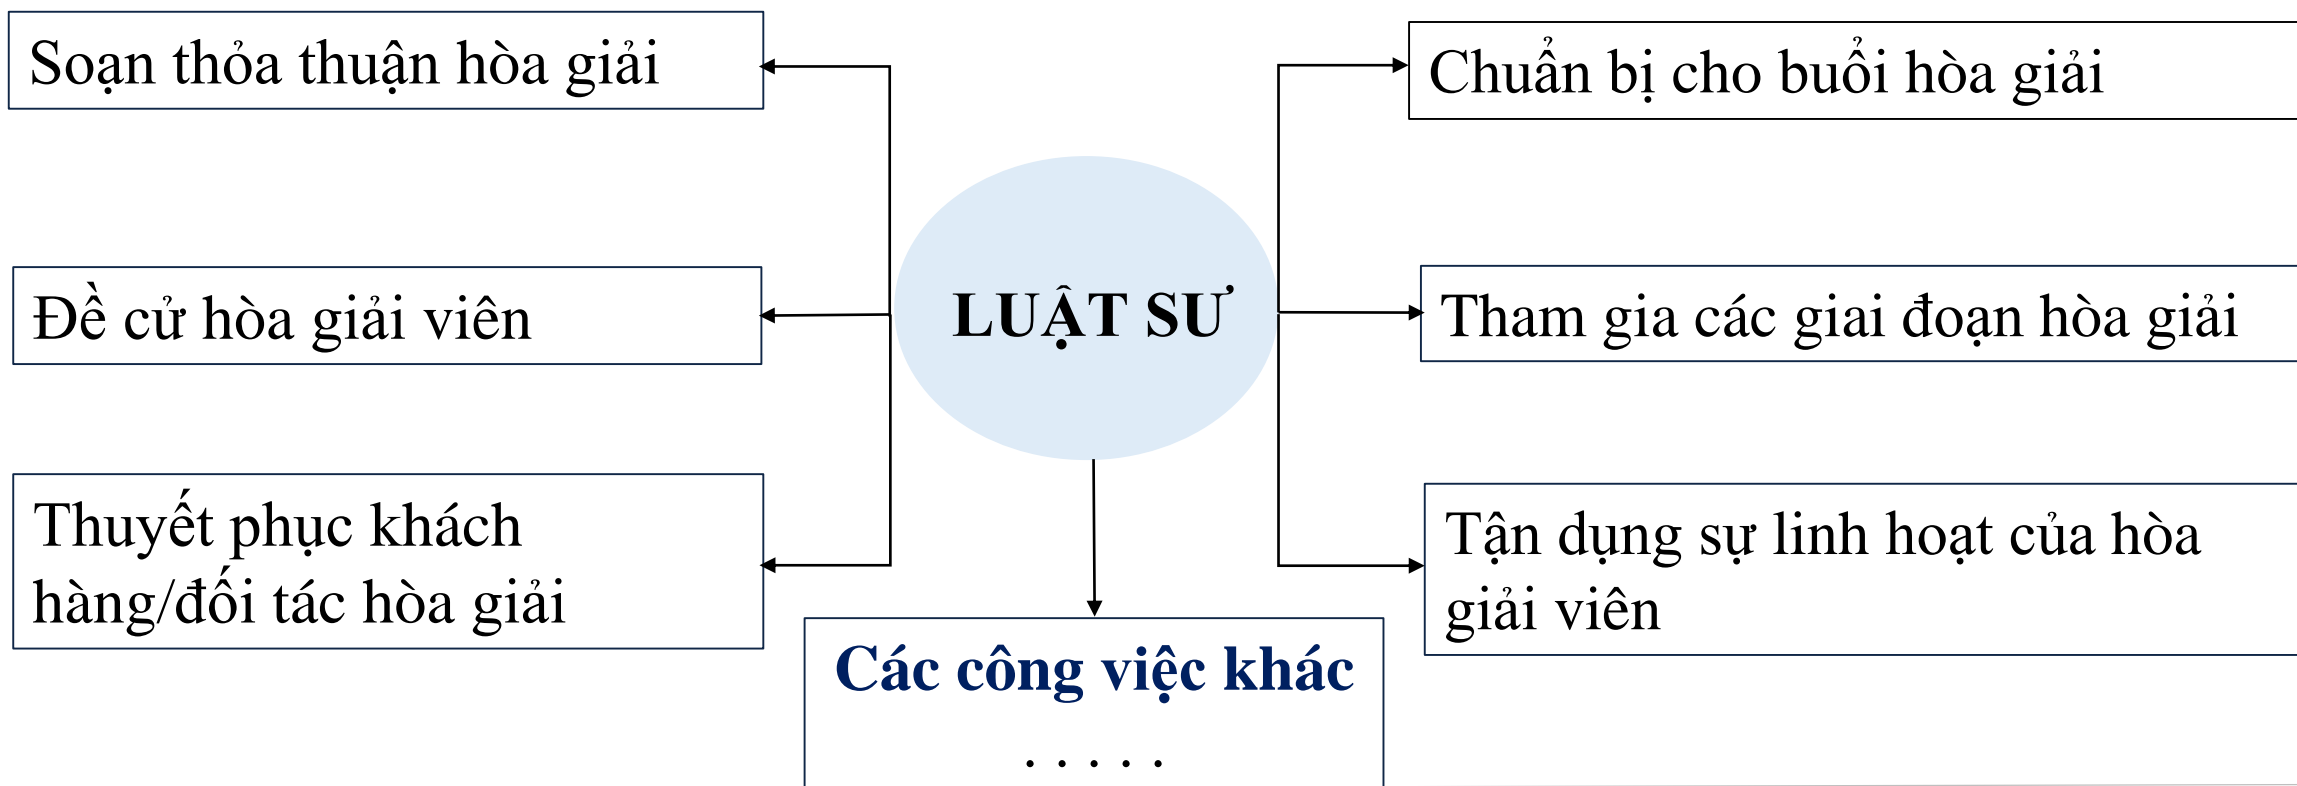 Soạn thỏa thuận hòa giải
Đề cử hòa giải viên
Thuyết phục khách
hàng/đối tác hòa giải
LUẬT SƯ
Các công việc khác
. . . . .
Chuẩn bị cho buổi hòa giải
Tham gia các giai đoạn hòa giải
Tận dụng sự linh hoạt của hòa
giải viên